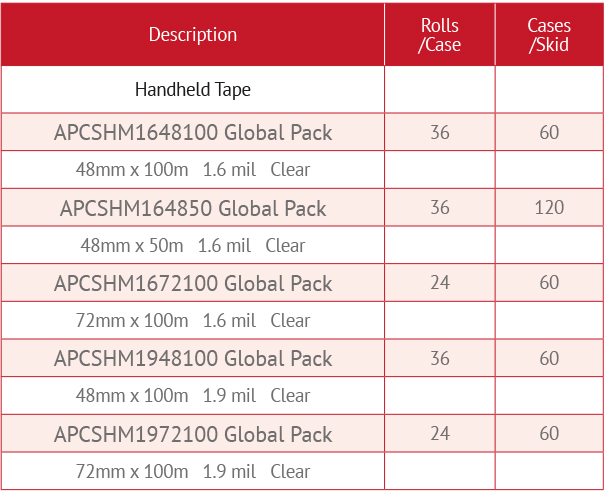 Description Rolls /Case Cases /Skid
Handheld Tape
APCSHM1648100 Global Pack 36 60
48mm x 100m 1.6 mil Clear
APCSHM164850 Global Pack 36 120
48mm x 50m 1.6 mil Clear
APCSHM1672100 Global Pack 24 60
72mm x 100m 1.6 mil Clear
APCSHM1948100 Global Pack 36 60
48mm x 100m 1.9 mil Clear
APCSHM1972100 Global Pack 24 60
72mm x 100m 1.9 mil Clear